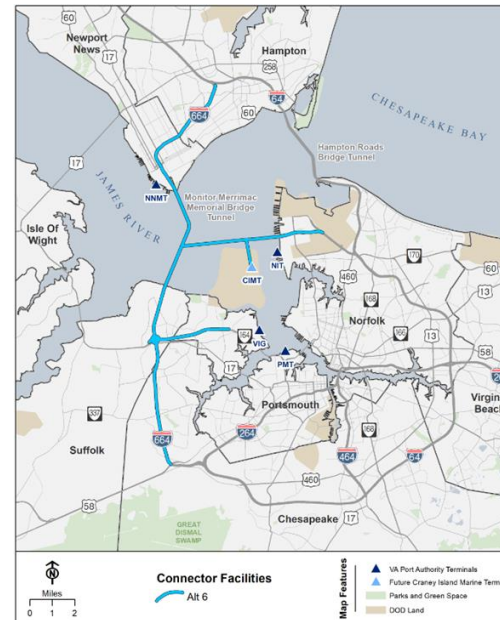 60
Newport
News
17
Hampton
258
64
664
60
CHESAPEAKE BAY
Hampton Roads
Bridge Tunnel
17
JAMES RIVER
NNMT
Monitor Merrimac
Memorial Bridge
Tunnel
Isle Of
Wight
NIT
CIMT
170
460
60
168
13
Norfolk
164
VIG
166
13
17
PMT
58
Portsmouth
Virginia
Beach
337
264
168
664
464
64
Suffolk
460
58
Chesapeake
17
GREAT
DISMAL
SWAMP
N
Miles
0 1 2
Connector Facilities
Alt 6
Map Features
VA Port Authority Terminals
Future Craney Island Marine Term
Parks and Green Space
DOD Land